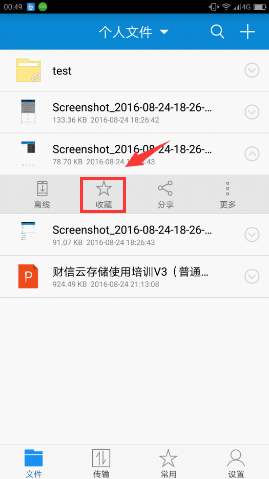 00:49 4G
个人文件
test
Screenshot_2016-08-24-18-26-...
133.36 KB 2016-08-24 18:26:42
Screenshot_2016-08-24-18-26-...
78.70 KB 2016-08-24 18:26:43
离线 收藏 分享 更多
Screenshot_2016-08-24-18-26-...
91.07 KB 2016-08-24 18:26:43
财信云存储使用培训V3（普通...
924.49 KB 2016-08-24 21:13:08
文件 传输 常用 设置